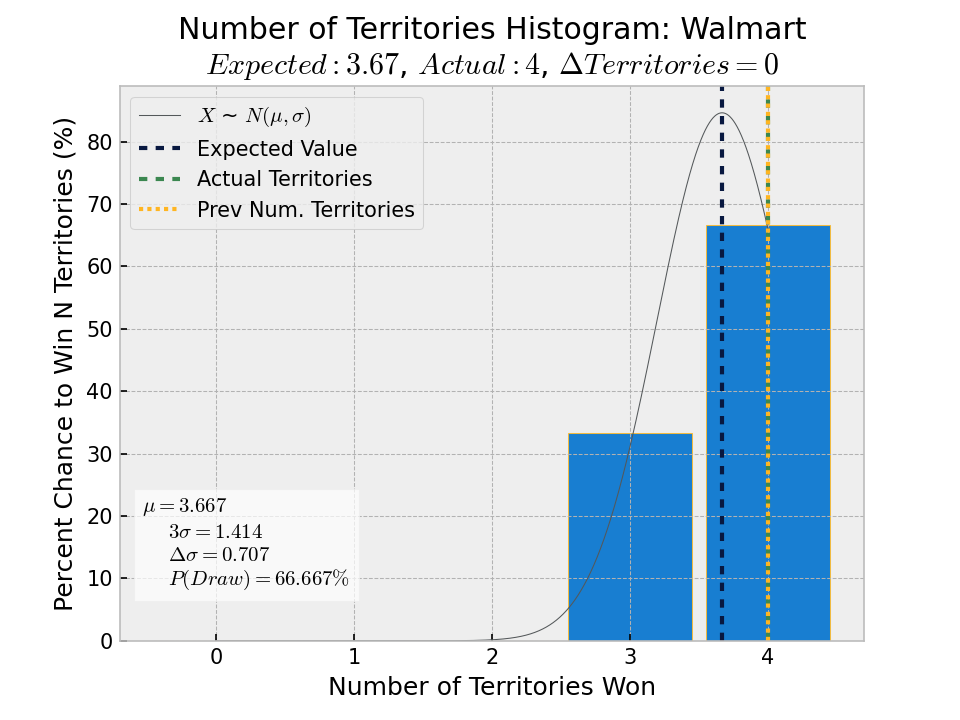 Number of Territories Histogram: Walmart
Expected : 3.67, Actual : 4, ΔTerritories = 0
X ~ N(μ, σ)
Expected Value
Actual Territories
Prev Num. Territories
Percent Chance to Win N Territories (%)
80
70
60
50
40
30
20
10
0
μ = 3.667
3σ = 1.414
Δσ = 0.707
P(Draw) = 66.667%
0 1 2 3 4
Number of Territories Won